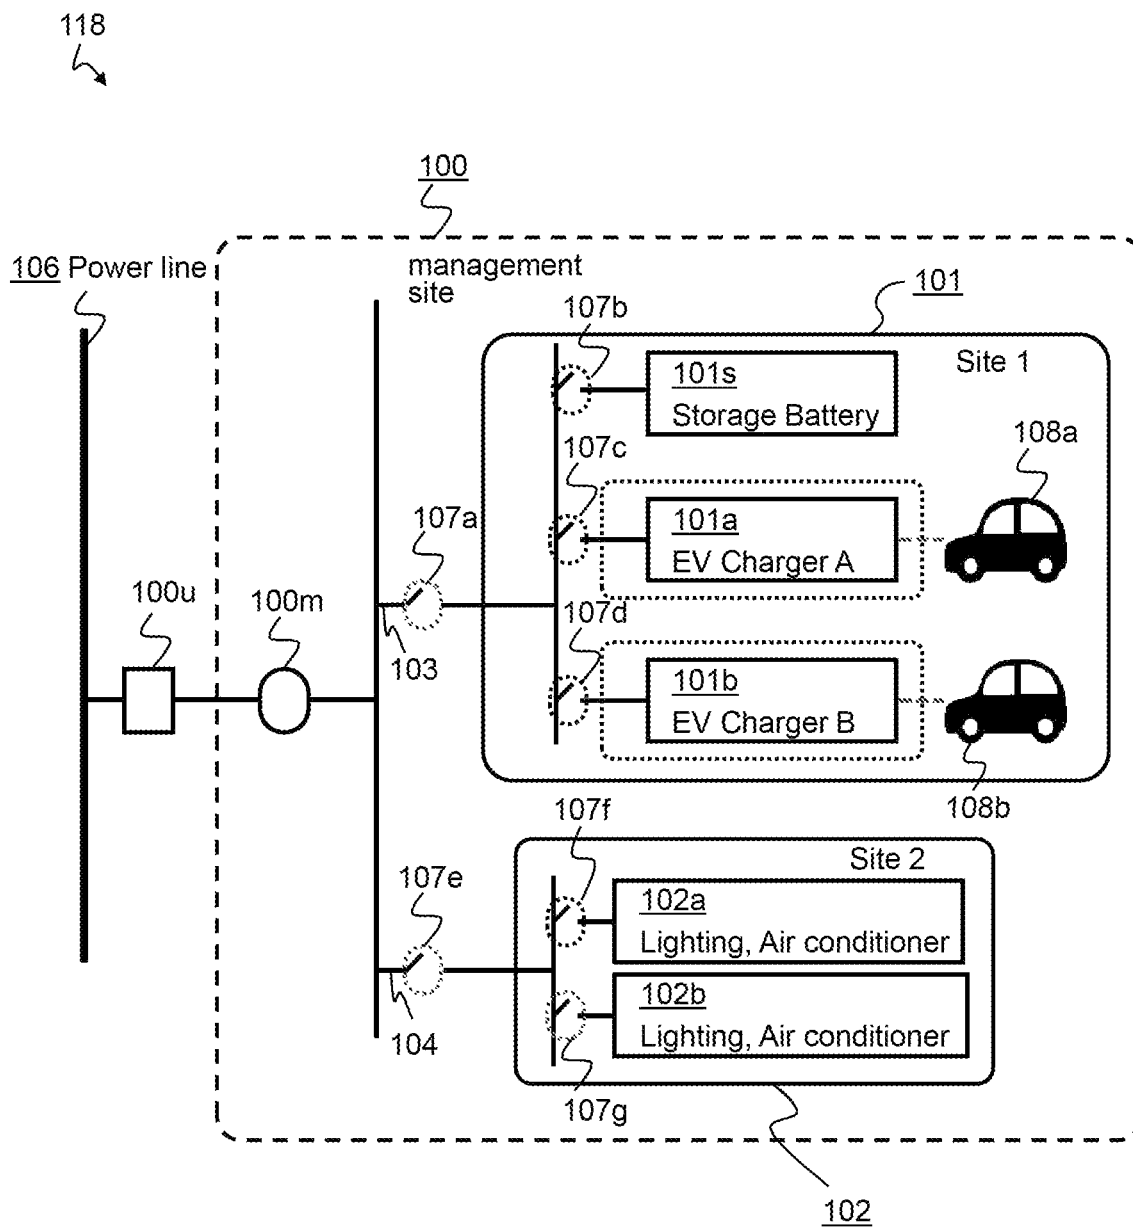 118
100
106 Power line
management
site
101
107b
Site 1
101s
Storage Battery
108a
107c
107a
101a
EV Charger A
100u
100m
107d
103
101b
EV Charger B
108b
107f
Site 2
107e
102a
Lighting, Air conditioner
102b
Lighting, Air conditioner
104
107g
102